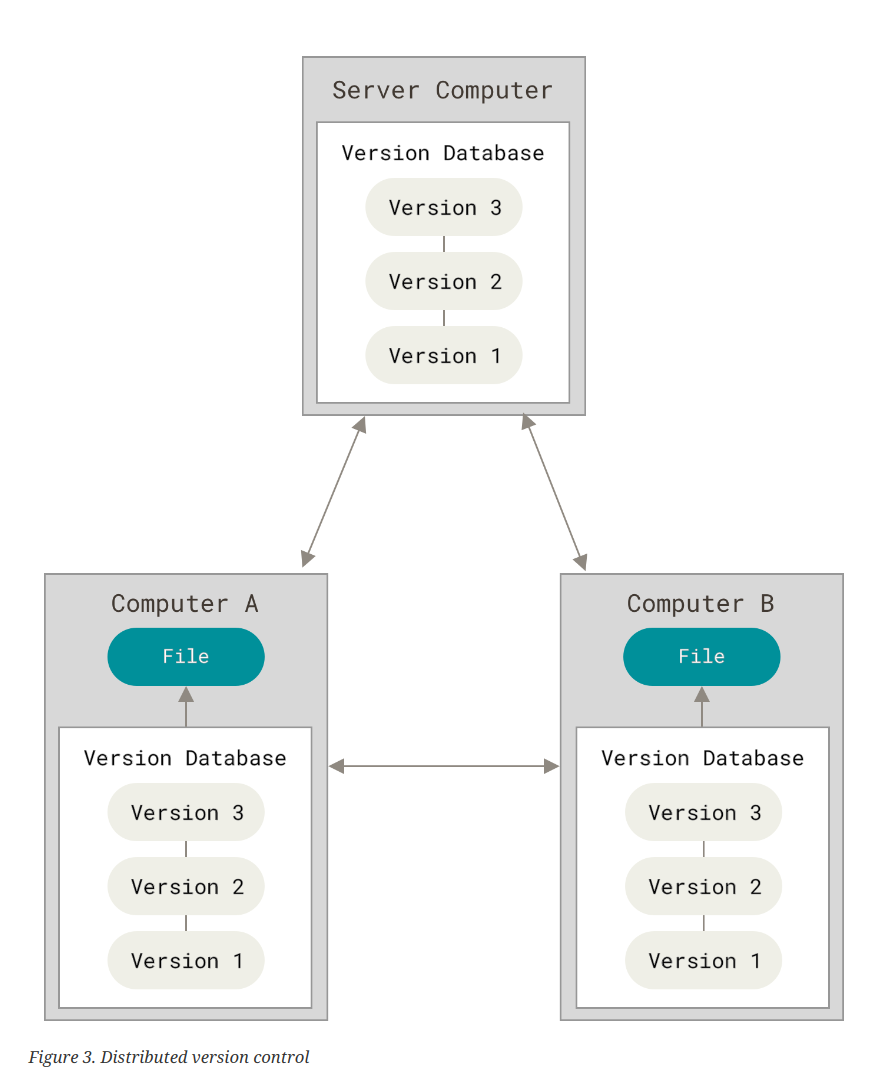 Server Computer
Version Database
Version 3
Version 2
Version 1
Computer A
File
Version Database
Version 3
Version 2
Version 1
Computer B
File
Version Database
Version 3
Version 2
Version 1
Figure 3. Distributed version control